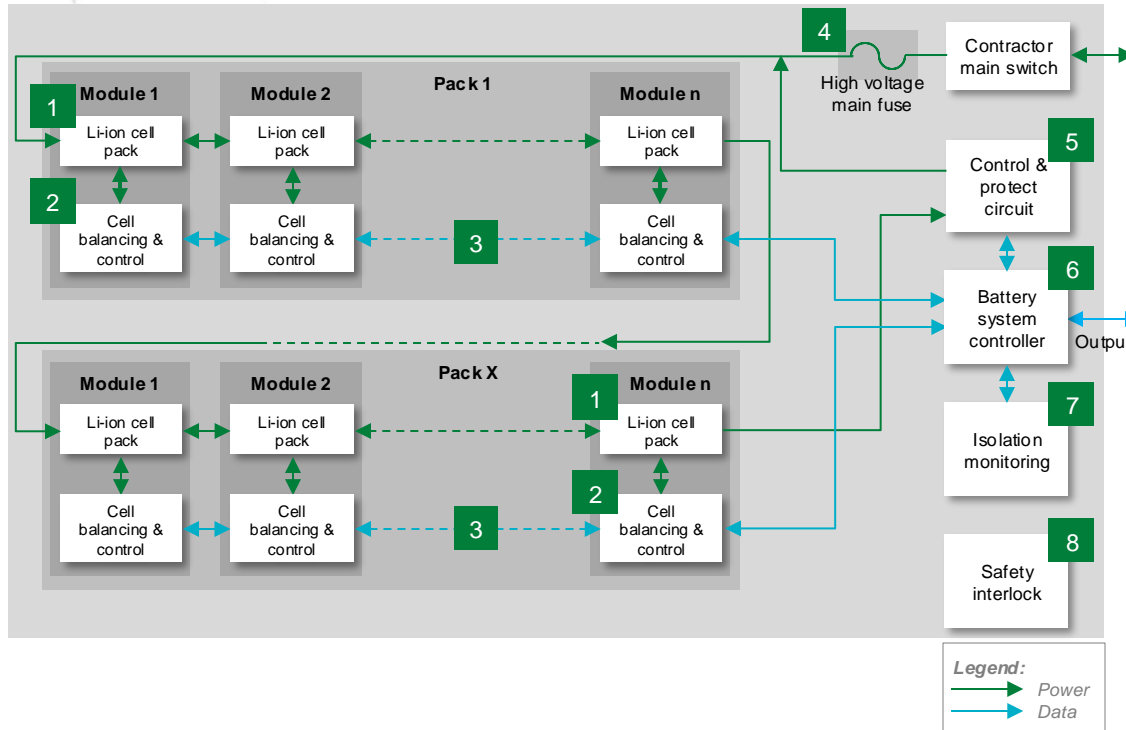 4
Contractor
main switch
High voltage
main fuse
Pack 1
Module 1
Module 2
Module n
1
Li-ion cell
pack
Li-ion cell
pack
Li-ion cell
pack
5
Control &
protect
circuit
2
Cell
balancing &
control
Cell
balancing &
control
3
Cell
balancing &
control
6
Battery
system
controller
Output
Pack X
Module 1
Module 2
Module n
1
Li-ion cell
pack
Li-ion cell
pack
Li-ion cell
pack
7
Isolation
monitoring
2
Cell
balancing &
control
Cell
balancing &
control
3
Cell
balancing &
control
8
Safety
interlock
Legend:
Power
Data